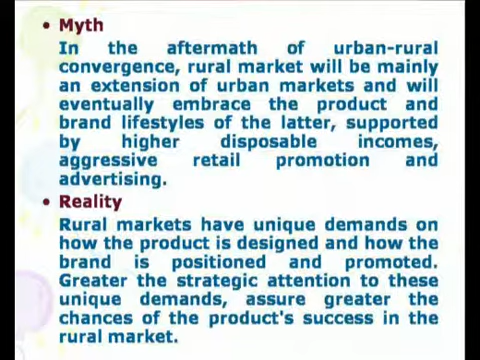 • Myth
In the aftermath of urban-rural
convergence, rural market will be mainly
an extension of urban markets and will
eventually embrace the product and
brand lifestyles of the latter, supported
by higher disposable incomes,
aggressive retail promotion and
advertising.
• Reality
Rural markets have unique demands on
how the product is designed and how the
brand is positioned and promoted.
Greater the strategic attention to these
unique demands, assure greater the
chances of the product's success in the
rural market.